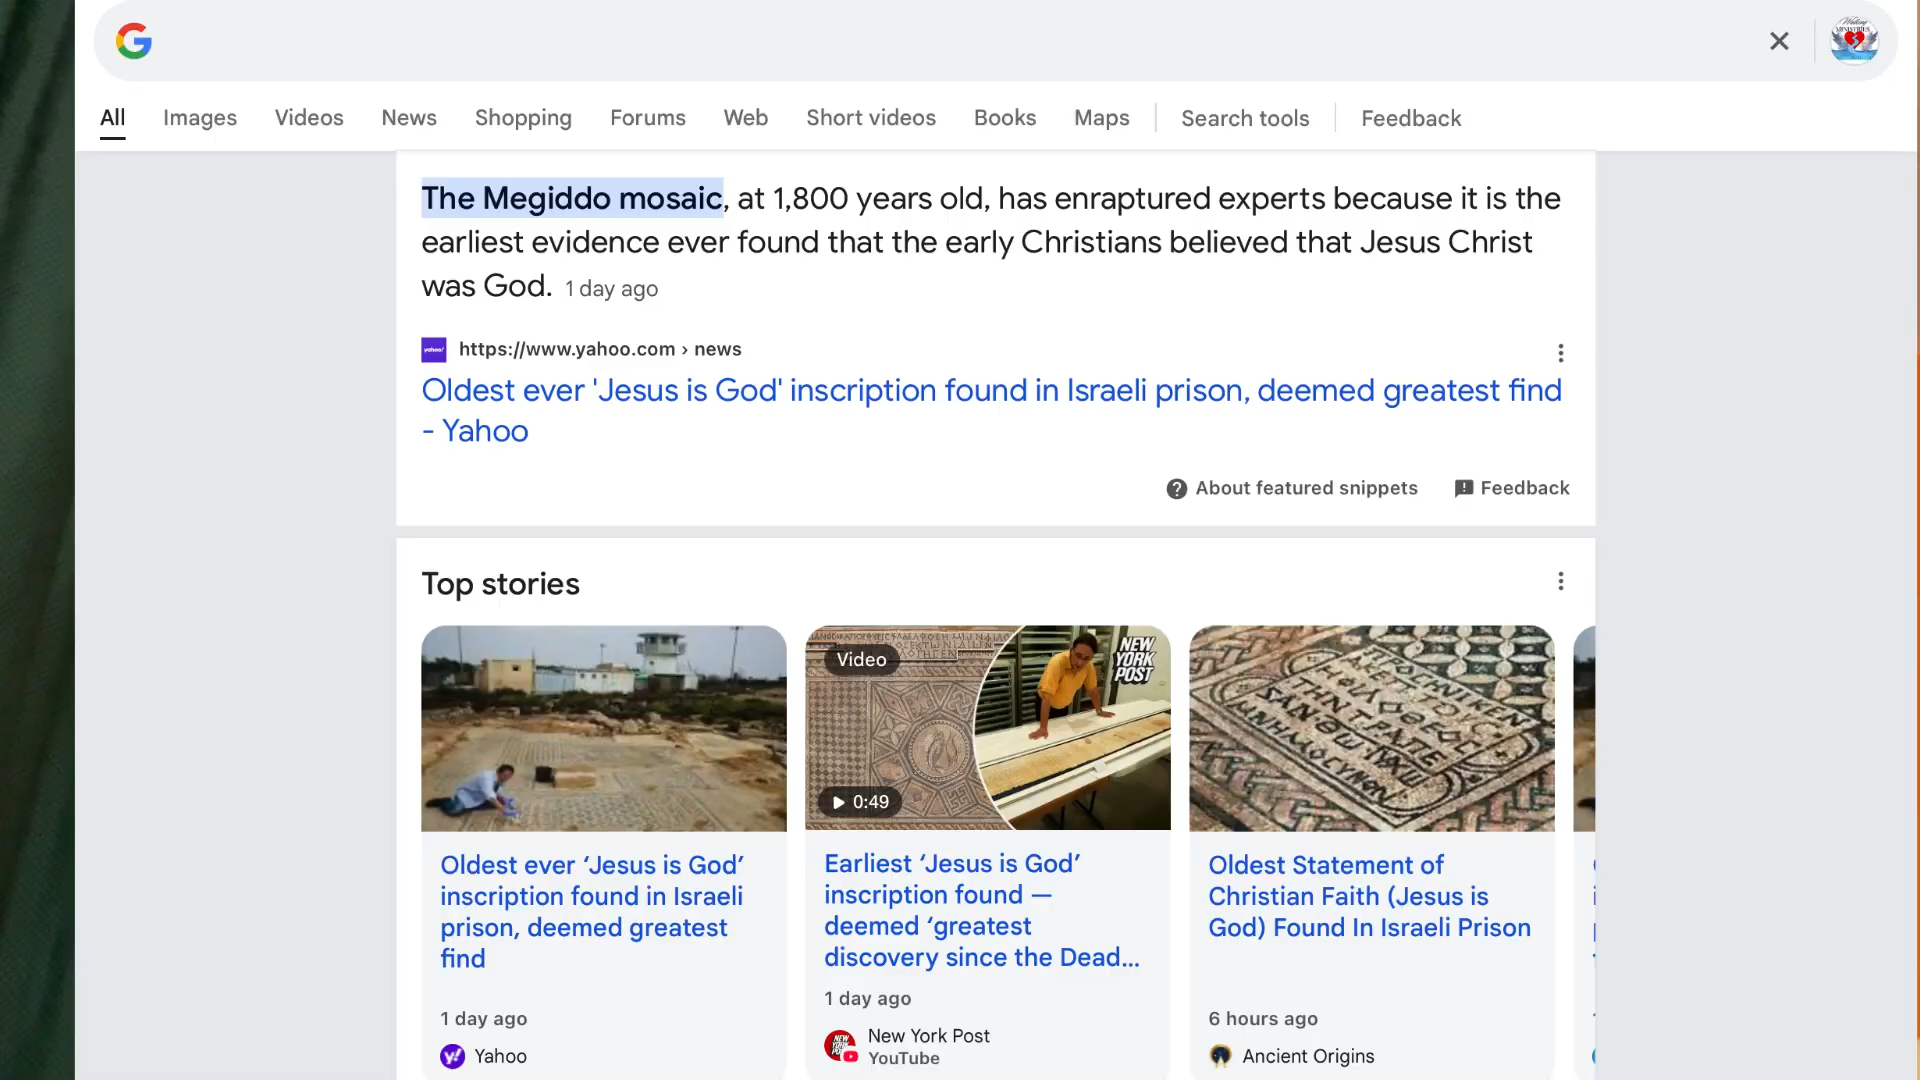 All Images Videos News Shopping Forums Web Short videos Books Maps Search tools Feedback
The Megiddo mosaic, at 1,800 years old, has enraptured experts because it is the
earliest evidence ever found that the early Christians believed that Jesus Christ
was God. 1 day ago
yahoo! https://www.yahoo.com › news
Oldest ever 'Jesus is God' inscription found in Israeli prison, deemed greatest find
- Yahoo
About featured snippets Feedback
Top stories
Video
NEW
YORK
POST
0:49
Oldest ever ‘Jesus is God’
inscription found in Israeli
prison, deemed greatest
find
1 day ago
Yahoo
Earliest ‘Jesus is God’
inscription found —
deemed ‘greatest
discovery since the Dead...
1 day ago
New York Post
YouTube
Oldest Statement of
Christian Faith (Jesus is
God) Found In Israeli Prison
6 hours ago
Ancient Origins